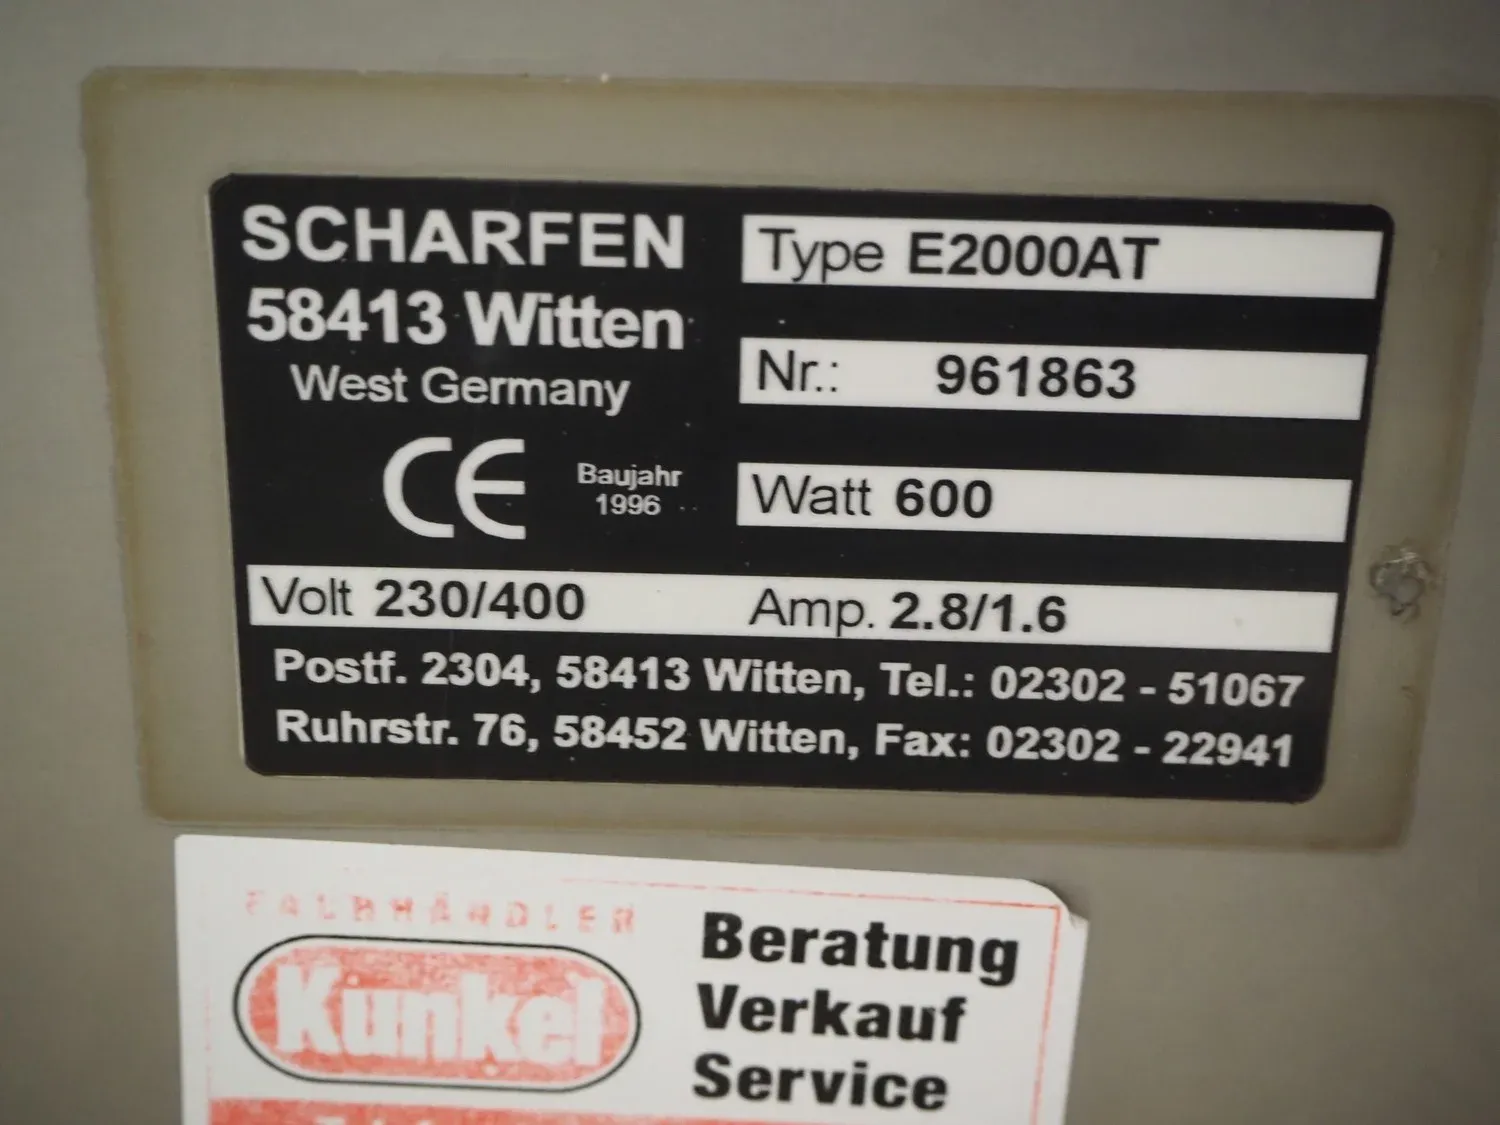 SCHARFEN
58413 Witten
West Germany
CE
Baujahr
1996
Type E2000AT
Nr.: 961863
Watt 600
Volt 230/400 Amp. 2.8/1.6
Postf. 2304, 58413 Witten, Tel.: 02302 - 51067
Ruhrstr. 76, 58452 Witten, Fax: 02302 - 22941
FACHHÄNDLER
Kunkel
Beratung
Verkauf
Service